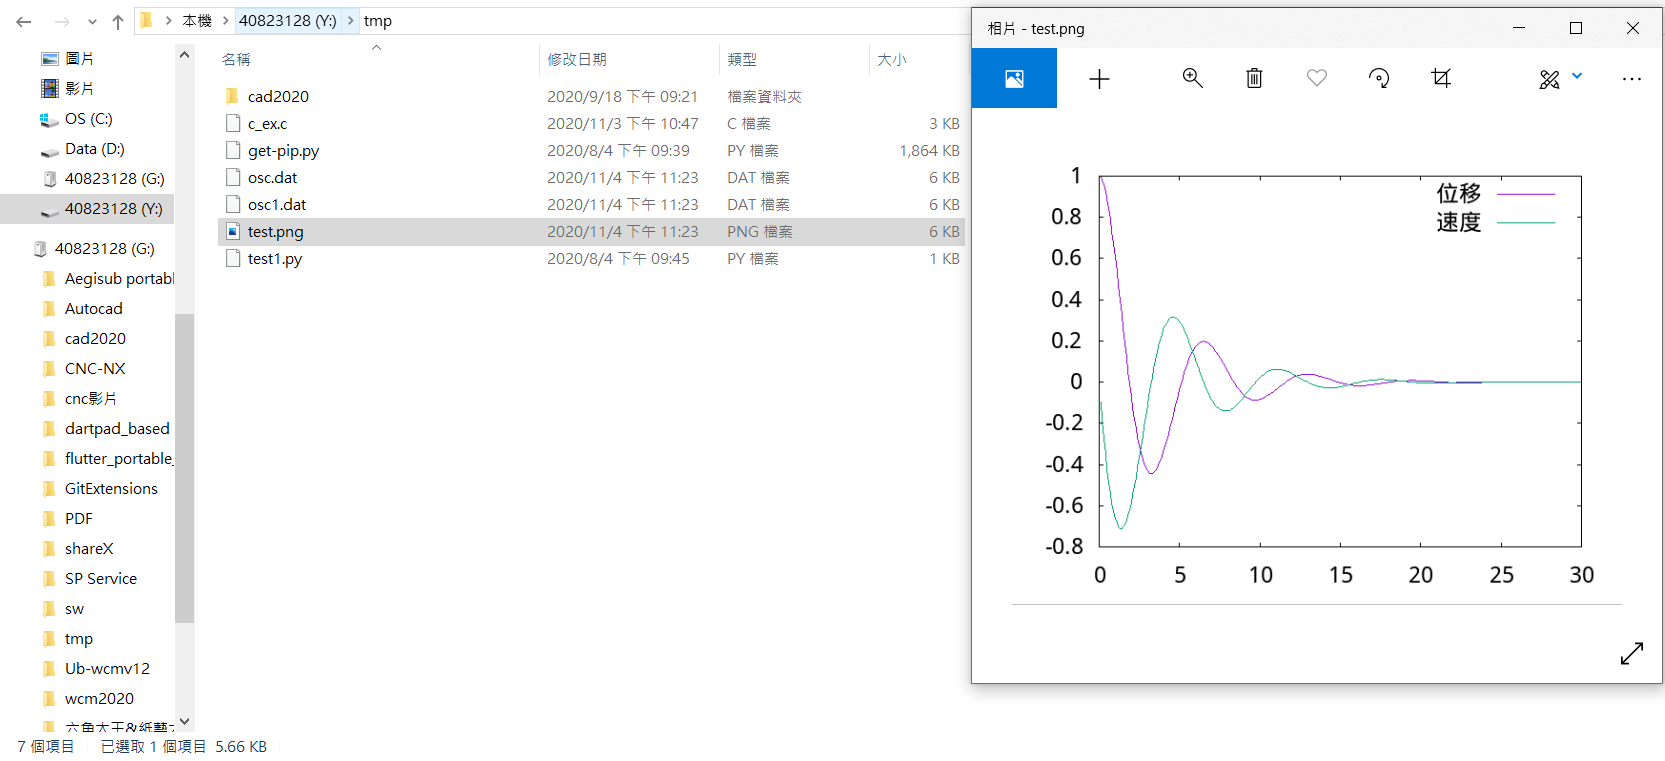 本機 40823128 (Y:) tmp
圖片
影片
OS (C:)
Data (D:)
40823128 (G:)
40823128 (Y:)
40823128 (G:)
Aegisub portabl
Autocad
cad2020
CNC-NX
cnc影片
dartpad_based
flutter_portable_
GitExtensions
PDF
shareX
SP Service
sw
tmp
Ub-wcmv12
wcm2020
六角大王&紙藝
名稱 修改日期 類型 大小
cad2020 2020/9/18 下午 09:21 檔案資料夾
c_ex.c 2020/11/3 下午 10:47 C 檔案 3 KB
get-pip.py 2020/8/4 下午 09:39 PY 檔案 1,864 KB
osc.dat 2020/11/4 下午 11:23 DAT 檔案 6 KB
osc1.dat 2020/11/4 下午 11:23 DAT 檔案 6 KB
test.png 2020/11/4 下午 11:23 PNG 檔案 6 KB
test1.py 2020/8/4 下午 09:45 PY 檔案 1 KB
7 個項目 已選取 1 個項目 5.66 KB
相片 - test.png
位移
速度
1
0.8
0.6
0.4
0.2
0
-0.2
-0.4
-0.6
-0.8
0 5 10 15 20 25 30